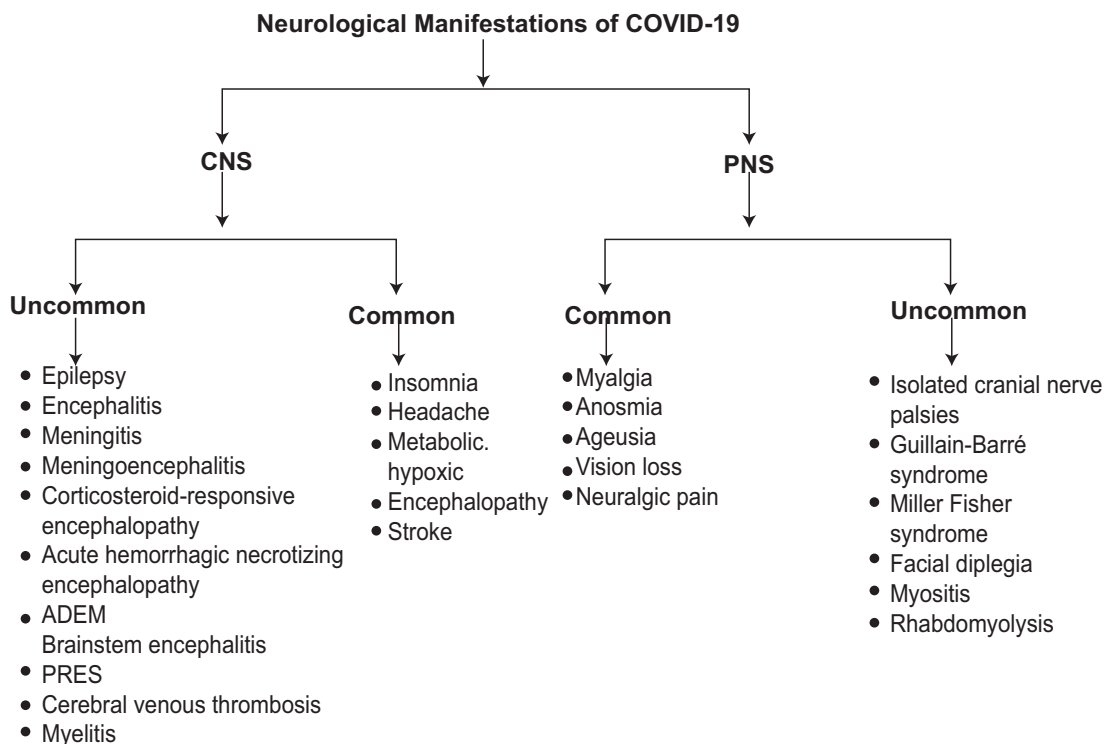 Neurological Manifestations of COVID-19
CNS
PNS
Uncommon
• Epilepsy
• Encephalitis
• Meningitis
• Meningoencephalitis
• Corticosteroid-responsive
encephalopathy
• Acute hemorrhagic necrotizing
encephalopathy
• ADEM
Brainstem encephalitis
• PRES
• Cerebral venous thrombosis
• Myelitis
Common
• Insomnia
• Headache
• Metabolic.
hypoxic
• Encephalopathy
• Stroke
Common
• Myalgia
• Anosmia
• Ageusia
• Vision loss
• Neuralgic pain
Uncommon
• Isolated cranial nerve
palsies
• Guillain-Barré
syndrome
• Miller Fisher
syndrome
• Facial diplegia
• Myositis
• Rhabdomyolysis